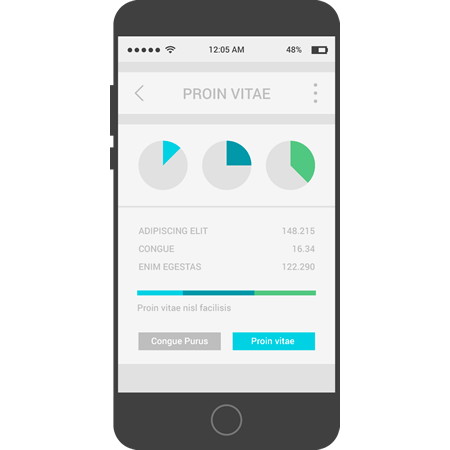 12:05 AM 48%
PROIN VITAE
ADIPISCING ELIT 148.215
CONGUE 16.34
ENIM EGESTAS 122.290
Proin vitae nisl facilisis
Congue Purus Proin vitae